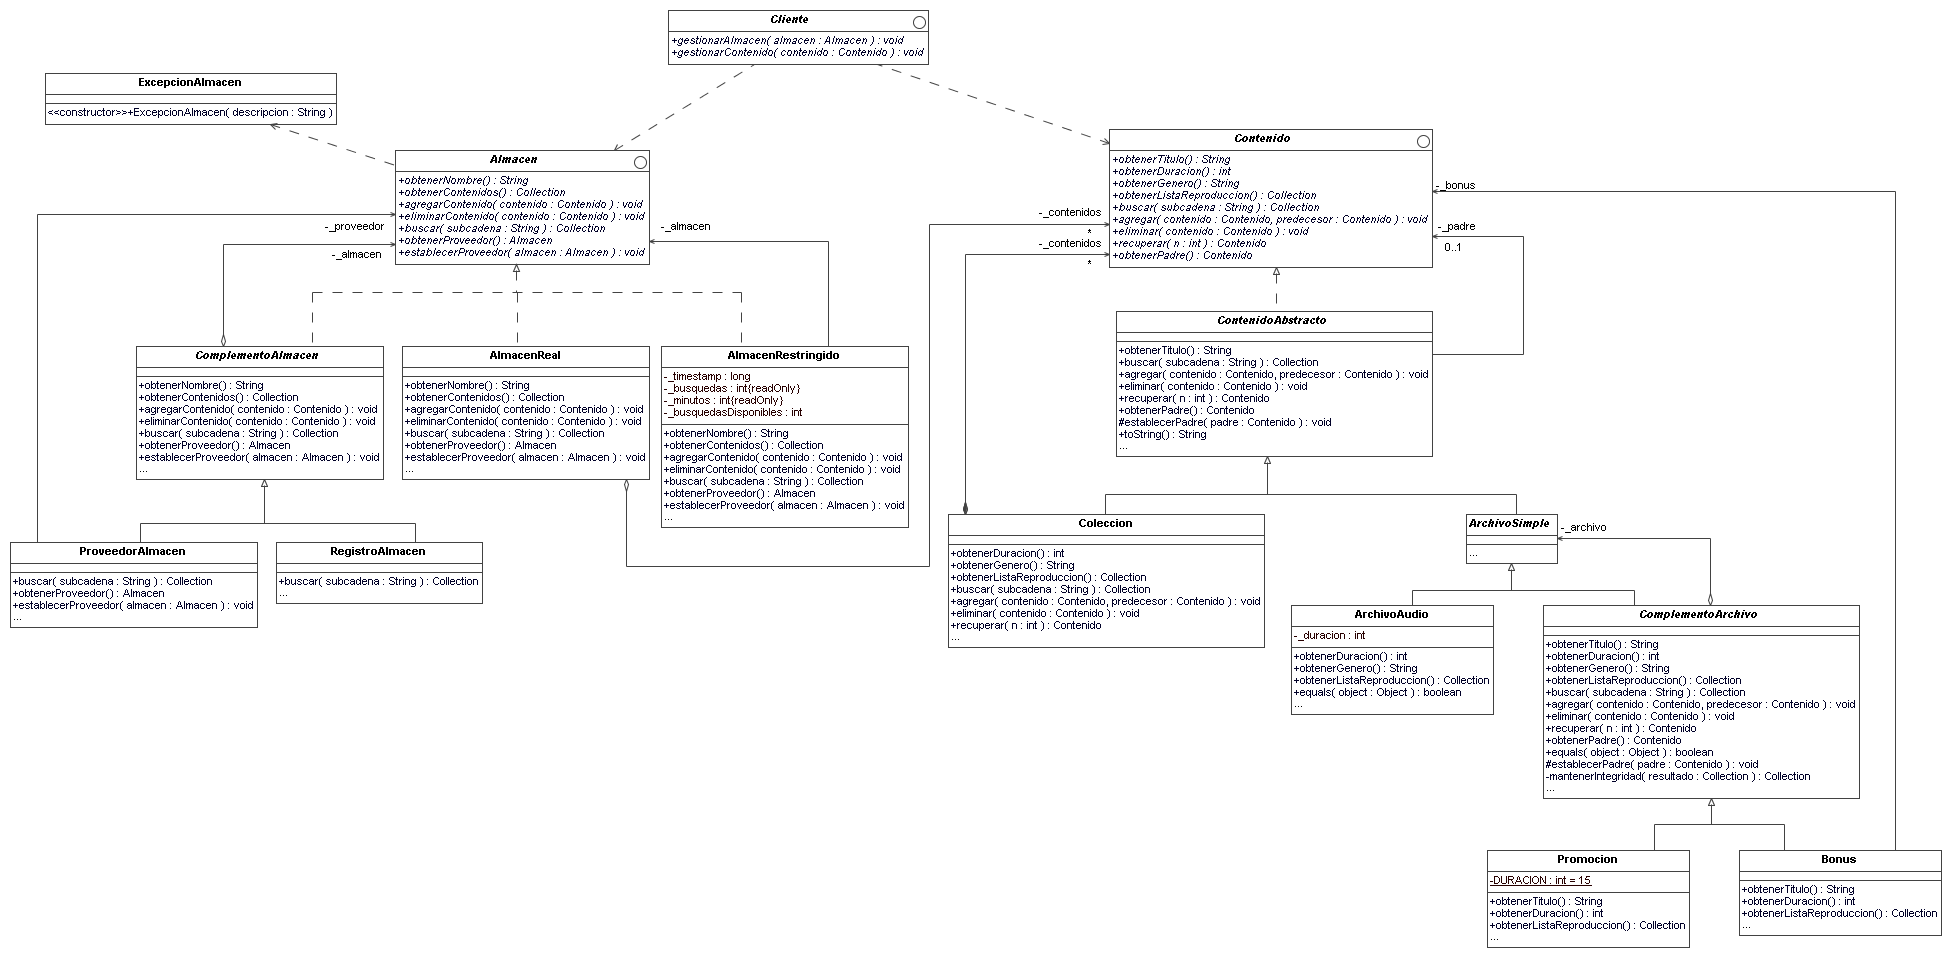 Cliente
+gestionarAlmacen( almacen : Almacen ) : void
+gestionarContenido( contenido : Contenido ) : void
ExcepcionAlmacen
<<constructor>>+ExcepcionAlmacen( descripcion : String )
Almacen
+obtenerNombre() : String
+obtenerContenidos() : Collection
+agregarContenido( contenido : Contenido ) : void
+eliminarContenido( contenido : Contenido ) : void
+buscar( subcadena : String ) : Collection
+obtenerProveedor() : Almacen
+establecerProveedor( almacen : Almacen ) : void
-_proveedor
-_almacen
-_almacen
Contenido
+obtenerTitulo() : String
+obtenerDuracion() : int
+obtenerGenero() : String
+obtenerListaReproduccion() : Collection
+buscar( subcadena : String ) : Collection
+agregar( contenido : Contenido, predecesor : Contenido ) : void
+eliminar( contenido : Contenido ) : void
+recuperar( n : int ) : Contenido
+obtenerPadre() : Contenido
-_contenidos
*
-_contenidos
*
-_bonus
-_padre
0..1
ContenidoAbstracto
+obtenerTitulo() : String
+buscar( subcadena : String ) : Collection
+agregar( contenido : Contenido, predecesor : Contenido ) : void
+eliminar( contenido : Contenido ) : void
+recuperar( n : int ) : Contenido
+obtenerPadre() : Contenido
#establecerPadre( padre : Contenido ) : void
+toString() : String
...
ComplementoAlmacen
+obtenerNombre() : String
+obtenerContenidos() : Collection
+agregarContenido( contenido : Contenido ) : void
+eliminarContenido( contenido : Contenido ) : void
+buscar( subcadena : String ) : Collection
+obtenerProveedor() : Almacen
+establecerProveedor( almacen : Almacen ) : void
...
AlmacenReal
+obtenerNombre() : String
+obtenerContenidos() : Collection
+agregarContenido( contenido : Contenido ) : void
+eliminarContenido( contenido : Contenido ) : void
+buscar( subcadena : String ) : Collection
+obtenerProveedor() : Almacen
+establecerProveedor( almacen : Almacen ) : void
...
AlmacenRestringido
-_timestamp : long
-_busquedas : int{readOnly}
-_minutos : int{readOnly}
-_busquedasDisponibles : int
+obtenerNombre() : String
+obtenerContenidos() : Collection
+agregarContenido( contenido : Contenido ) : void
+eliminarContenido( contenido : Contenido ) : void
+buscar( subcadena : String ) : Collection
+obtenerProveedor() : Almacen
+establecerProveedor( almacen : Almacen ) : void
...
ProveedorAlmacen
+buscar( subcadena : String ) : Collection
+obtenerProveedor() : Almacen
+establecerProveedor( almacen : Almacen ) : void
...
RegistroAlmacen
+buscar( subcadena : String ) : Collection
...
Coleccion
+obtenerDuracion() : int
+obtenerGenero() : String
+obtenerListaReproduccion() : Collection
+buscar( subcadena : String ) : Collection
+agregar( contenido : Contenido, predecesor : Contenido ) : void
+eliminar( contenido : Contenido ) : void
+recuperar( n : int ) : Contenido
...
ArchivoSimple
...
-_archivo
ArchivoAudio
-_duracion : int
+obtenerDuracion() : int
+obtenerGenero() : String
+obtenerListaReproduccion() : Collection
+equals( object : Object ) : boolean
...
ComplementoArchivo
+obtenerTitulo() : String
+obtenerDuracion() : int
+obtenerGenero() : String
+obtenerListaReproduccion() : Collection
+buscar( subcadena : String ) : Collection
+agregar( contenido : Contenido, predecesor : Contenido ) : void
+eliminar( contenido : Contenido ) : void
+recuperar( n : int ) : Contenido
+obtenerPadre() : Contenido
+equals( object : Object ) : boolean
#establecerPadre( padre : Contenido ) : void
-mantenerIntegridad( resultado : Collection ) : Collection
...
Promocion
-DURACION : int = 15
+obtenerTitulo() : String
+obtenerDuracion() : int
+obtenerListaReproduccion() : Collection
...
Bonus
+obtenerTitulo() : String
+obtenerDuracion() : int
+obtenerListaReproduccion() : Collection
...